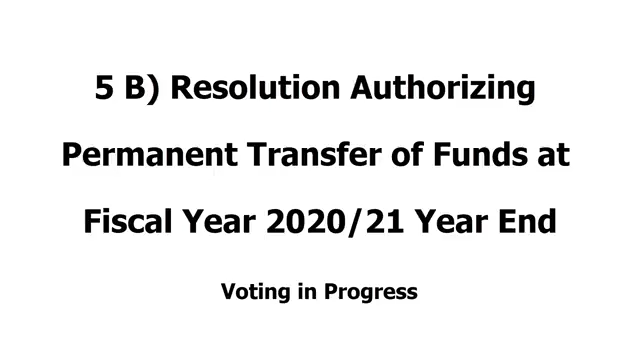 5 B) Resolution Authorizing
Permanent Transfer of Funds at
Fiscal Year 2020/21 Year End
Voting in Progress